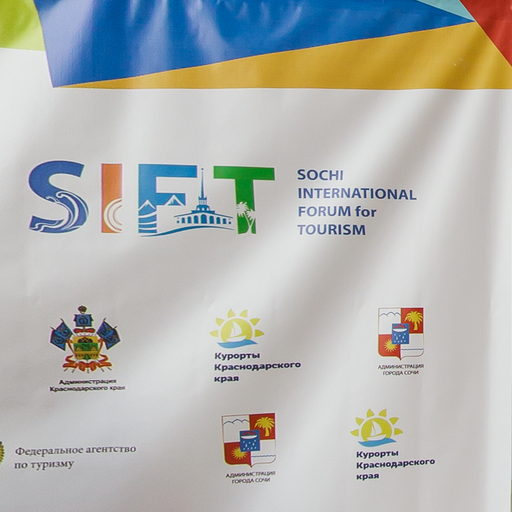 SIFT
SOCHI
INTERNATIONAL
FORUM for
TOURISM
Администрация
Краснодарского края
Курорты
Краснодарского
края
АДМИНИСТРАЦИЯ
ГОРОДА СОЧИ
Федеральное агентство
по туризму
АДМИНИСТРАЦИЯ
ГОРОДА СОЧИ
Курорты
Краснодарского
края